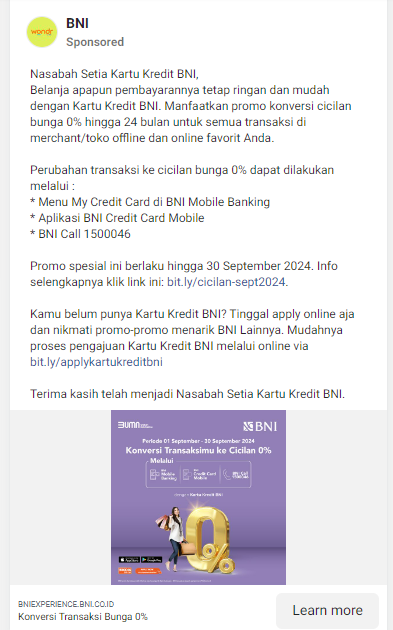 wondr
BNI
Sponsored
Nasabah Setia Kartu Kredit BNI,
Belanja apapun pembayarannya tetap ringan dan mudah
dengan Kartu Kredit BNI. Manfaatkan promo konversi cicilan
bunga 0% hingga 24 bulan untuk semua transaksi di
merchant/toko offline dan online favorit Anda.
Perubahan transaksi ke cicilan bunga 0% dapat dilakukan
melalui :
* Menu My Credit Card di BNI Mobile Banking
* Aplikasi BNI Credit Card Mobile
* BNI Call 1500046
Promo spesial ini berlaku hingga 30 September 2024. Info
selengkapnya klik link ini: bit.ly/cicilan-sept2024.
Kamu belum punya Kartu Kredit BNI? Tinggal apply online aja
dan nikmati promo-promo menarik BNI Lainnya. Mudahnya
proses pengajuan Kartu Kredit BNI melalui online via
bit.ly/applykartukreditbni
Terima kasih telah menjadi Nasabah Setia Kartu Kredit BNI.
BUMN
BNI
Periode 01 September - 30 September 2024
Konversi Transaksimu ke Cicilan 0%
Melalui
Mobile Banking
Credit Card Mobile
Kartu Kredit BNI
0%
BNIEXPERIENCE.BNI.CO.ID
Konversi Transaksi Bunga 0%
Learn more